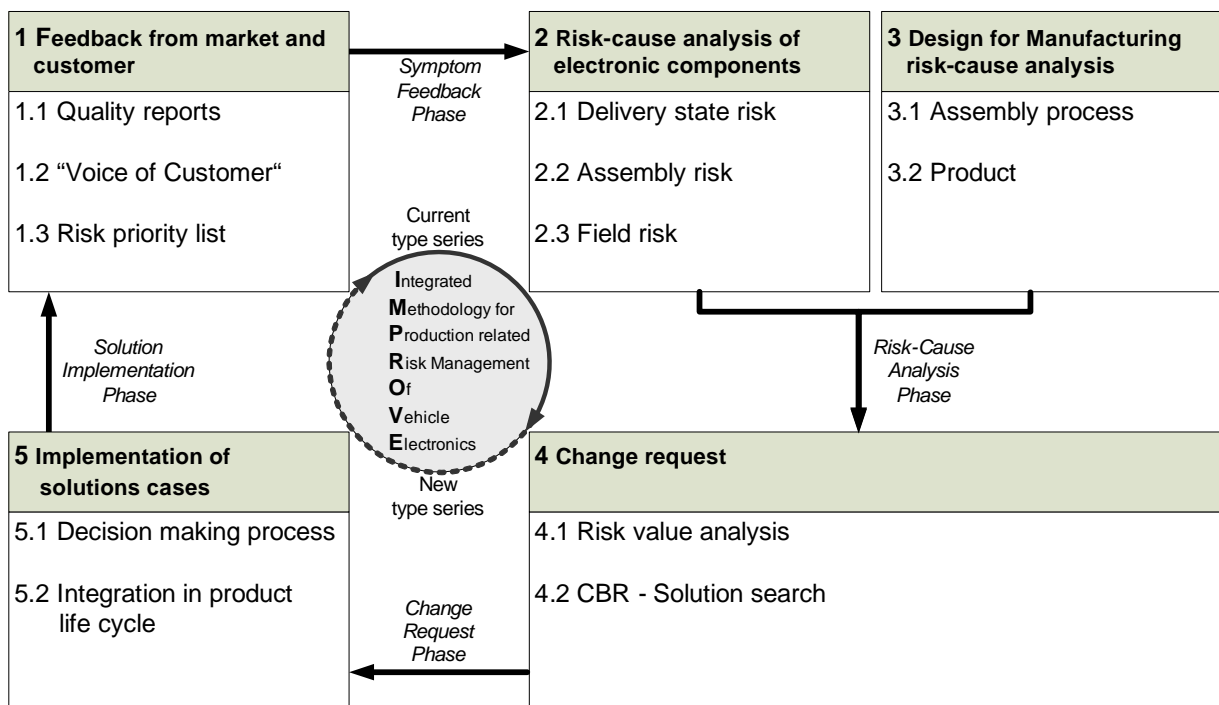 1 Feedback from market and
customer
1.1 Quality reports
1.2 “Voice of Customer“
1.3 Risk priority list
Symptom
Feedback
Phase
2 Risk-cause analysis of
electronic components
2.1 Delivery state risk
2.2 Assembly risk
2.3 Field risk
3 Design for Manufacturing
risk-cause analysis
3.1 Assembly process
3.2 Product
Current
type series
Integrated
Methodology for
Production related
Risk Management
Of
Vehicle
Electronics
New
type series
Risk-Cause
Analysis
Phase
4 Change request
4.1 Risk value analysis
4.2 CBR - Solution search
Change
Request
Phase
5 Implementation of
solutions cases
5.1 Decision making process
5.2 Integration in product
life cycle
Solution
Implementation
Phase